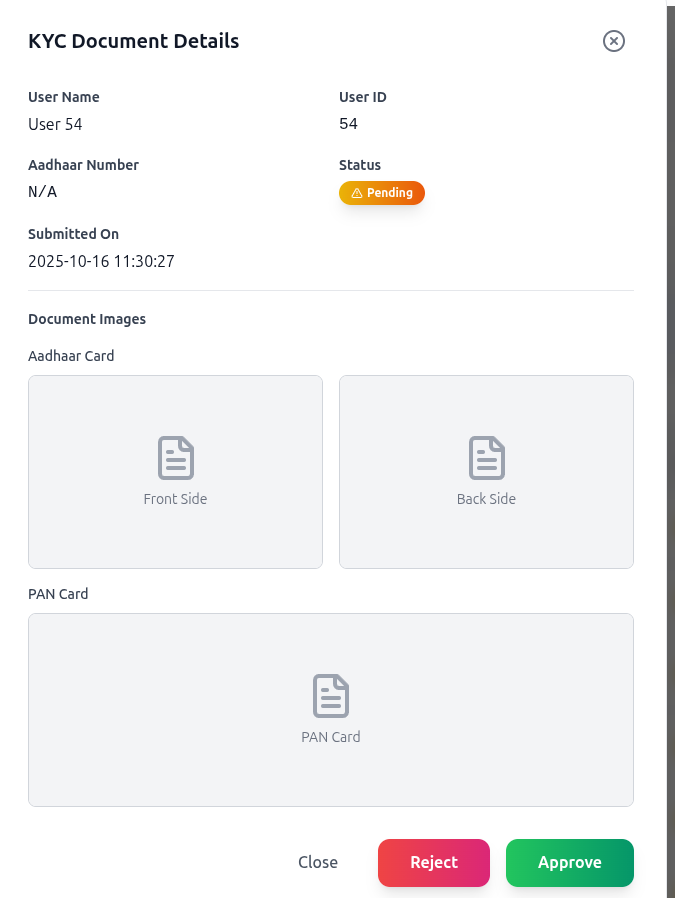 KYC Document Details
User Name
User ID
User 54
54
Aadhaar Number
Status
N/A
Pending
Submitted On
2025-10-16 11:30:27
Document Images
Aadhaar Card
Front Side
Back Side
PAN Card
PAN Card
Close
Reject
Approve